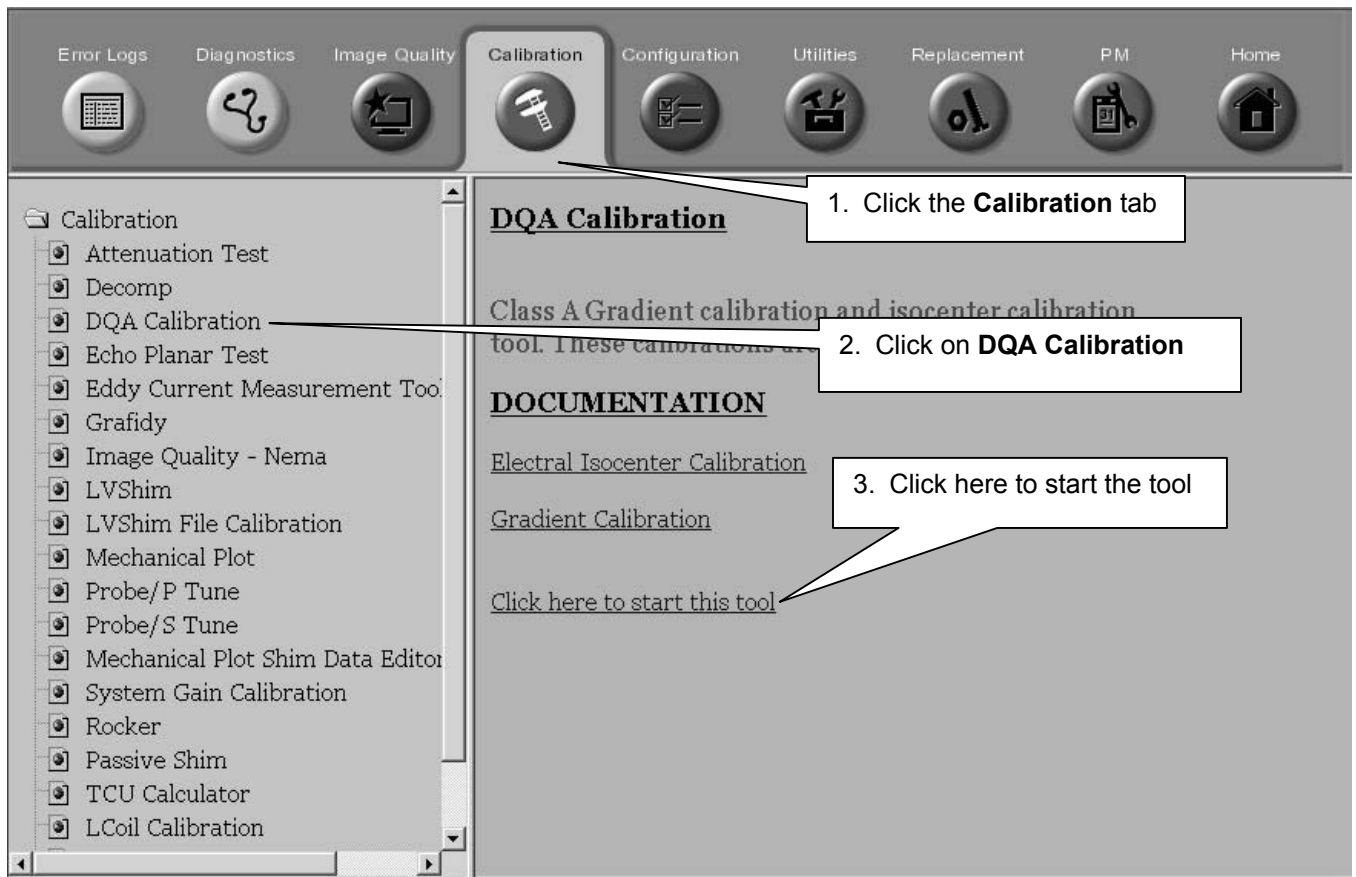 Error Logs Diagnostics Image Quality Calibration Configuration Utilities Replacement PM Home
31
Calibration
Attenuation Test
Decomp
DQA Calibration
Echo Planar Test
Eddy Current Measurement Too
Grafidy
Image Quality - Nema
LVShim
LVShim File Calibration
Mechanical Plot
Probe/P Tune
Probe/S Tune
Mechanical Plot Shim Data Editor
System Gain Calibration
Rocker
Passive Shim
TCU Calculator
LCoil Calibration
DQA Calibration
1. Click the Calibration tab
Class A Gradient calibration and isocenter calibration
tool. These calibrations are
2. Click on DQA Calibration
DOCUMENTATION
Electral Isocenter Calibration
3. Click here to start the tool
Gradient Calibration
Click here to start this tool